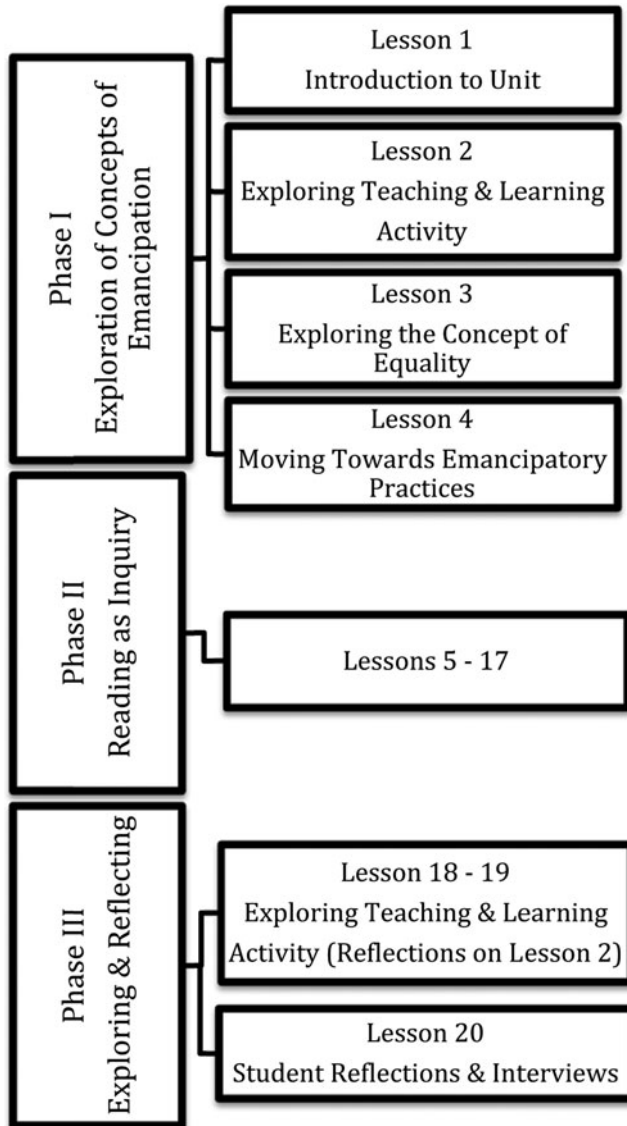 Phase I
Exploration of Concepts of
Emancipation
Lesson 1
Introduction to Unit
Lesson 2
Exploring Teaching & Learning
Activity
Lesson 3
Exploring the Concept of
Equality
Lesson 4
Moving Towards Emancipatory
Practices
Phase II
Reading as Inquiry
Lessons 5 - 17
Phase III
Exploring & Reflecting
Lesson 18 - 19
Exploring Teaching & Learning
Activity (Reflections on Lesson 2)
Lesson 20
Student Reflections & Interviews